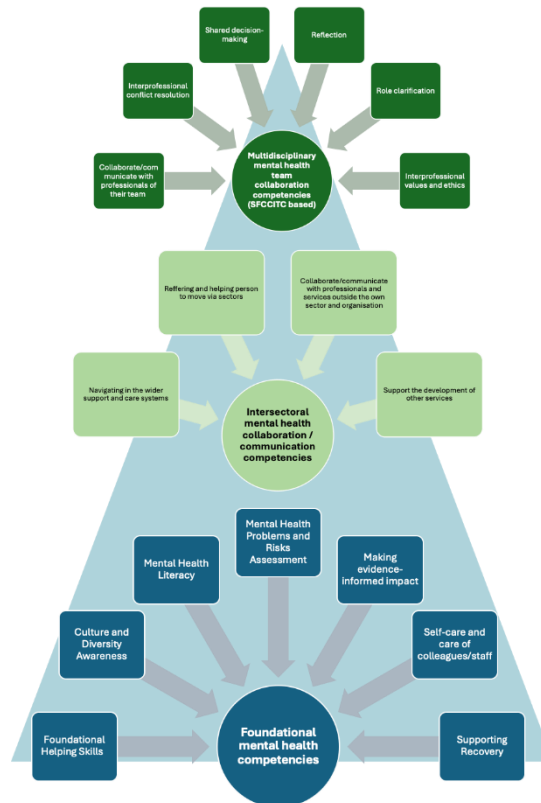 Shared decision-
making
Reflection
Interprofessional
conflict resolution
Role clarification
Collaborate/com
municate with
professionals of
their team
Multidisciplinary
mental health
team
collaboration
competencies
(SFCCITC based)
Interprofessional
values and ethics
Reffering and helping person
to move via sectors
Collaborate/communicate
with professionals and
services outside the own
sector and organisation
Navigating in the wider
support and care systems
Intersectoral
mental health
collaboration /
communication
competencies
Support the development of
other services
Mental Health
Problems and
Risks
Assessment
Mental Health
Literacy
Making
evidence-
informed impact
Culture and
Diversity
Awareness
Self-care and
care of
colleagues/staff
Foundational
Helping Skills
Foundational
mental health
competencies
Supporting
Recovery